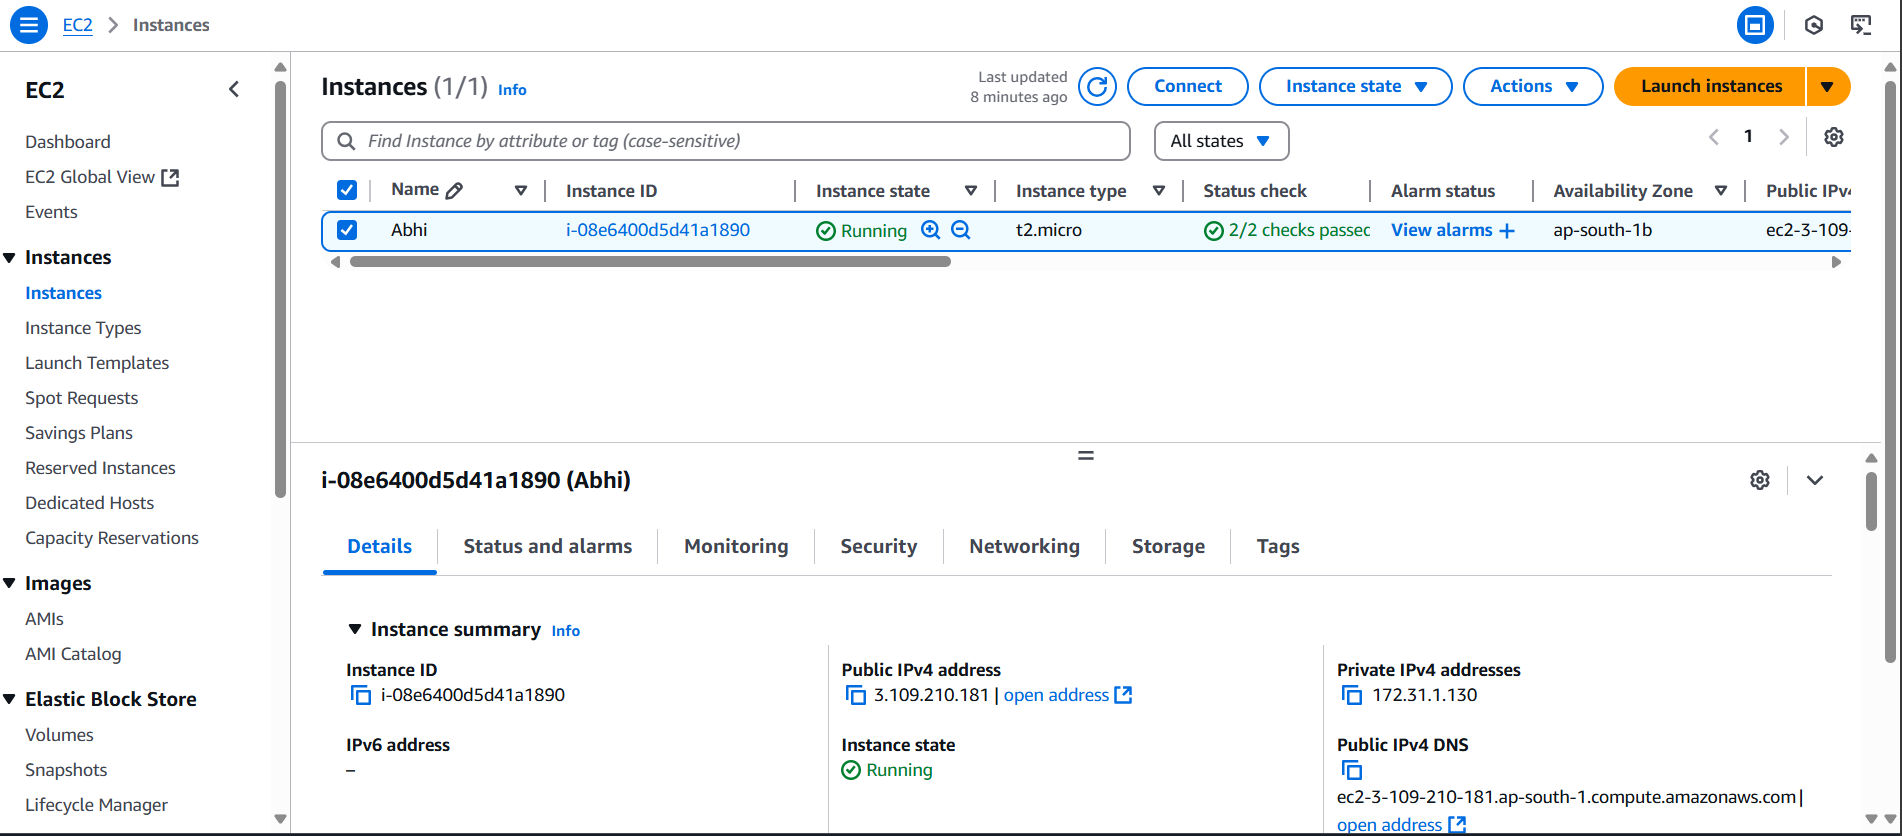 EC2 > Instances
EC2
Dashboard
EC2 Global View
Events
Instances
Instances
Instance Types
Launch Templates
Spot Requests
Savings Plans
Reserved Instances
Dedicated Hosts
Capacity Reservations
Images
AMIs
AMI Catalog
Elastic Block Store
Volumes
Snapshots
Lifecycle Manager
Instances (1/1) Info
Last updated
8 minutes ago
Connect
Instance state
Actions
Launch instances
Find Instance by attribute or tag (case-sensitive)
All states
1
Name Instance ID Instance state Instance type Status check Alarm status Availability Zone Public IPv4
Abhi i-08e6400d5d41a1890 Running t2.micro 2/2 checks passed View alarms + ap-south-1b ec2-3-109-
i-08e6400d5d41a1890 (Abhi)
Details Status and alarms Monitoring Security Networking Storage Tags
Instance summary Info
Instance ID
i-08e6400d5d41a1890
IPv6 address
–
Public IPv4 address
3.109.210.181 | open address
Instance state
Running
Private IPv4 addresses
172.31.1.130
Public IPv4 DNS
ec2-3-109-210-181.ap-south-1.compute.amazonaws.com |
open address